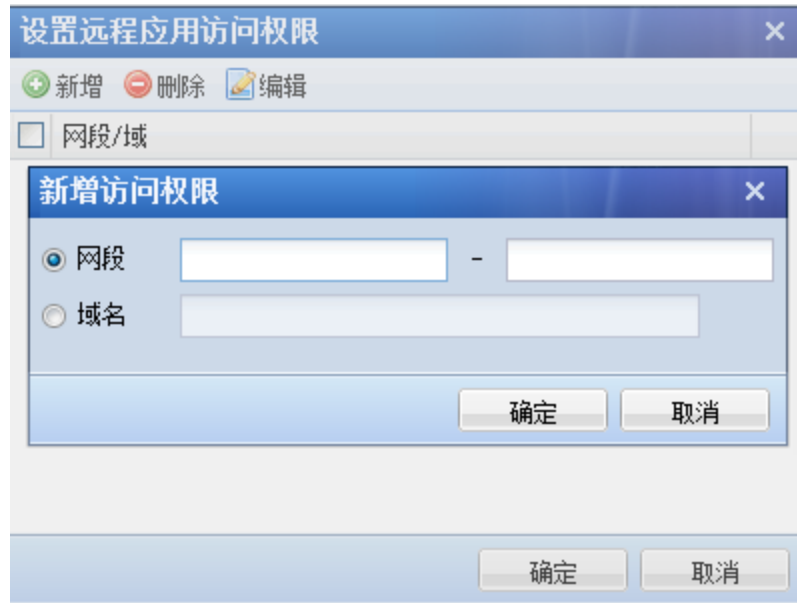 设置远程应用访问权限
新增 删除 编辑
网段/域
新增访问权限
网段 -
域名
确定 取消
确定 取消